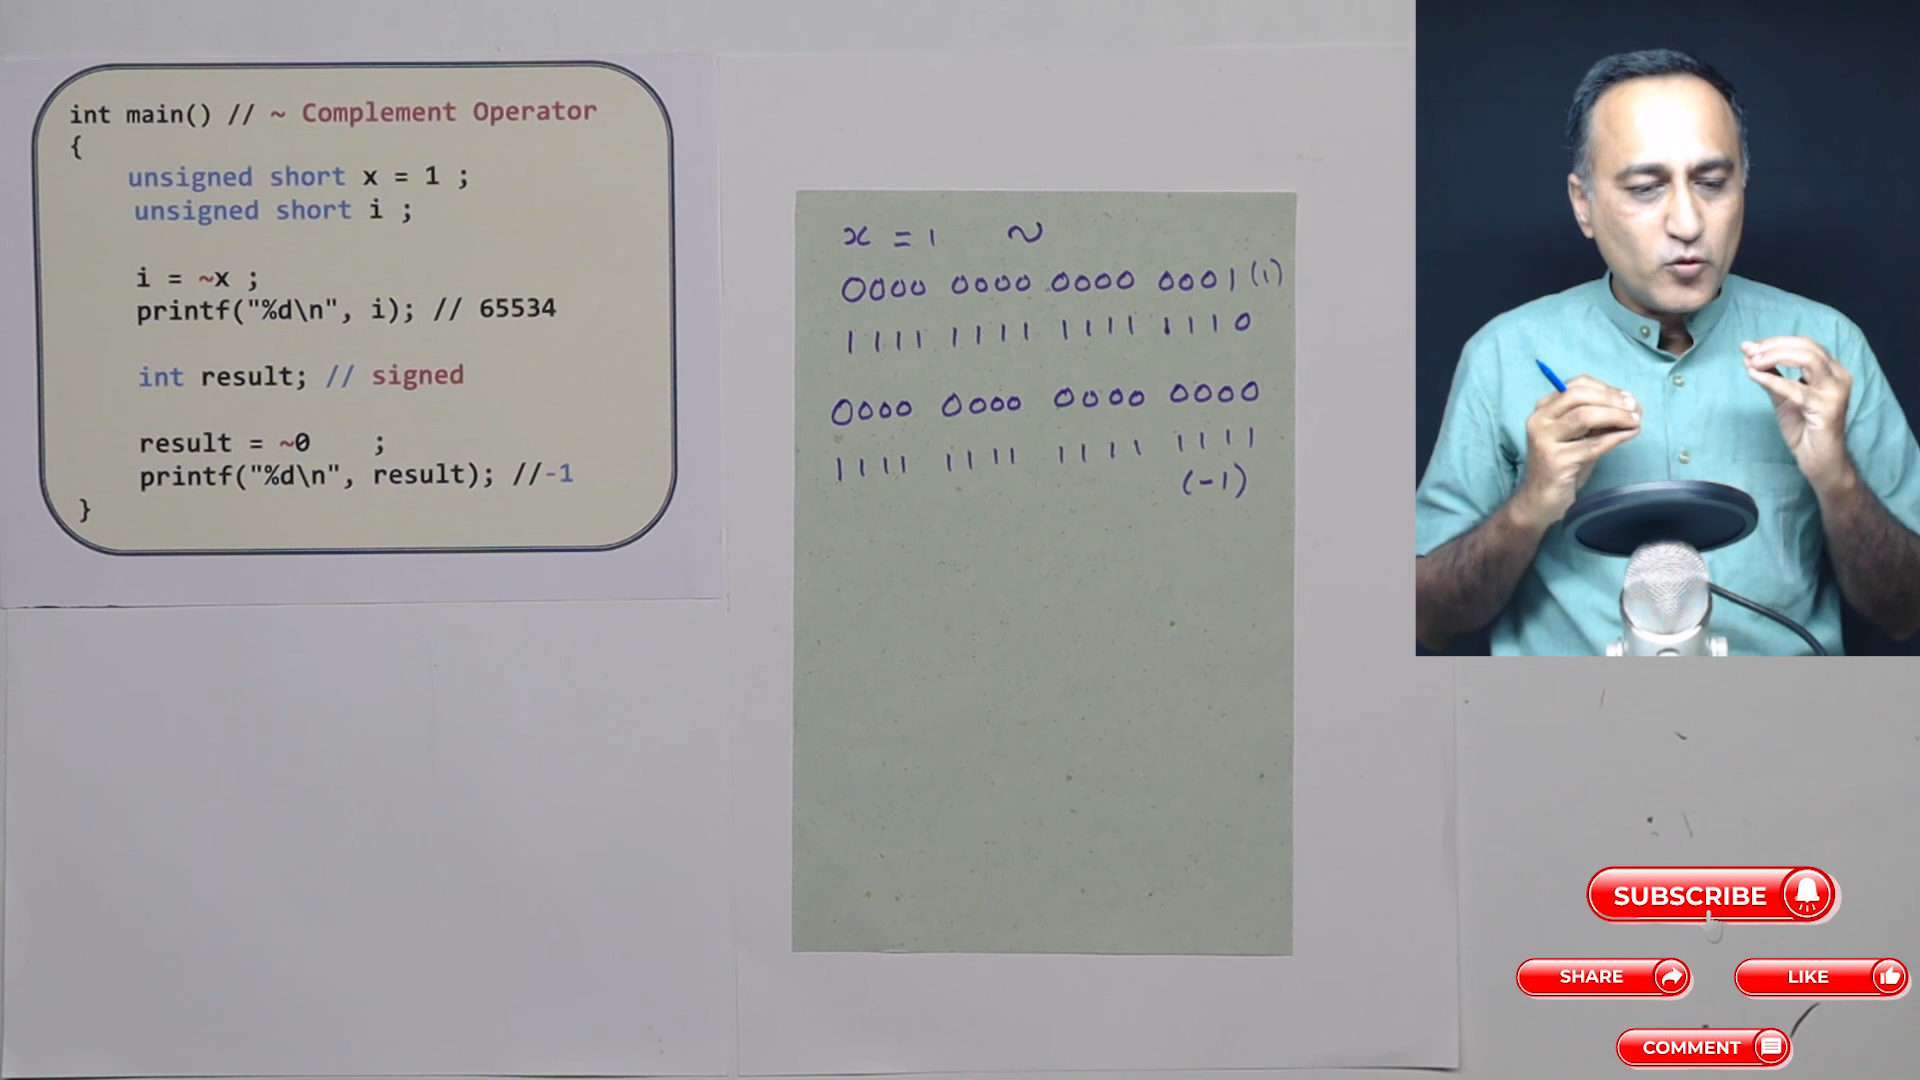 int main() // ~ Complement Operator
{
unsigned short x = 1 ;
unsigned short i ;
i = ~x ;
printf("%d\n", i); // 65534
int result; // signed
result = ~0 ;
printf("%d\n", result); //-1
}
x = 1 ~
0000 0000 0000 0001 (1)
1111 1111 1111 1110
0000 0000 0000 0000
1111 1111 1111 1111
(-1)
SUBSCRIBE
SHARE LIKE
COMMENT